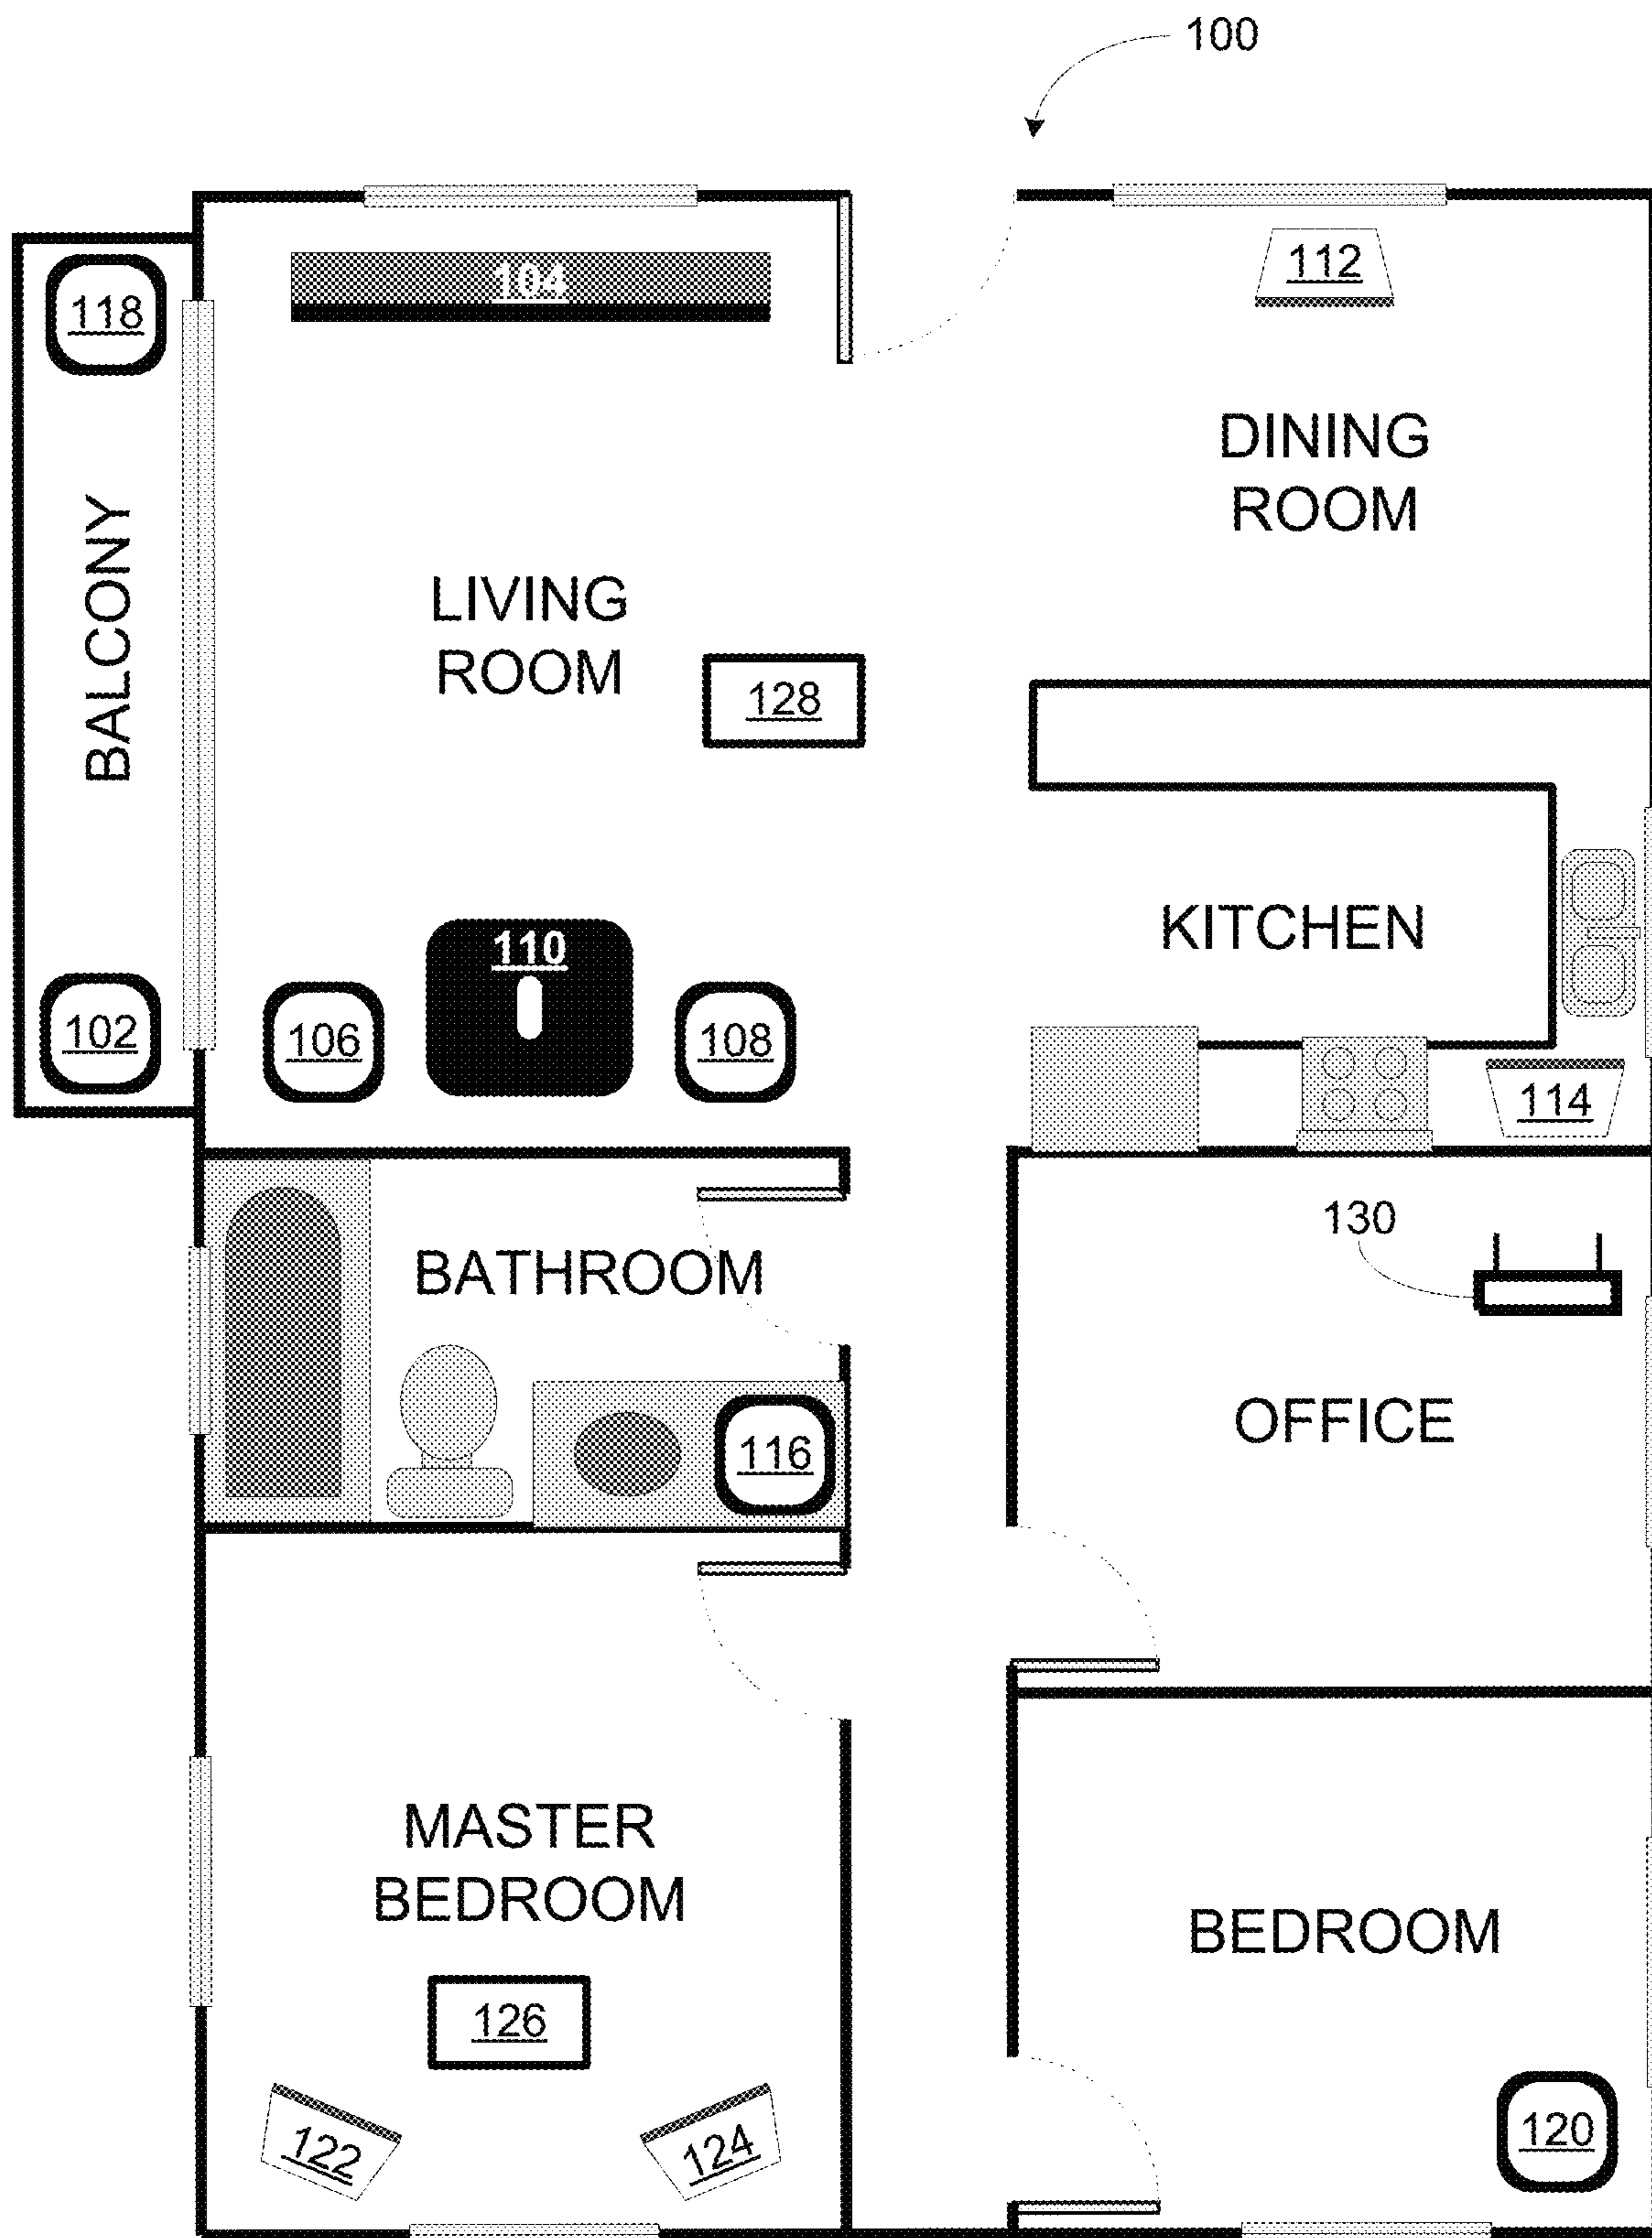 100
104
112
118
DINING
ROOM
BALCONY
LIVING
ROOM
128
KITCHEN
110
102
106
108
114
130
BATHROOM
OFFICE
116
MASTER
BEDROOM
BEDROOM
126
122
124
120